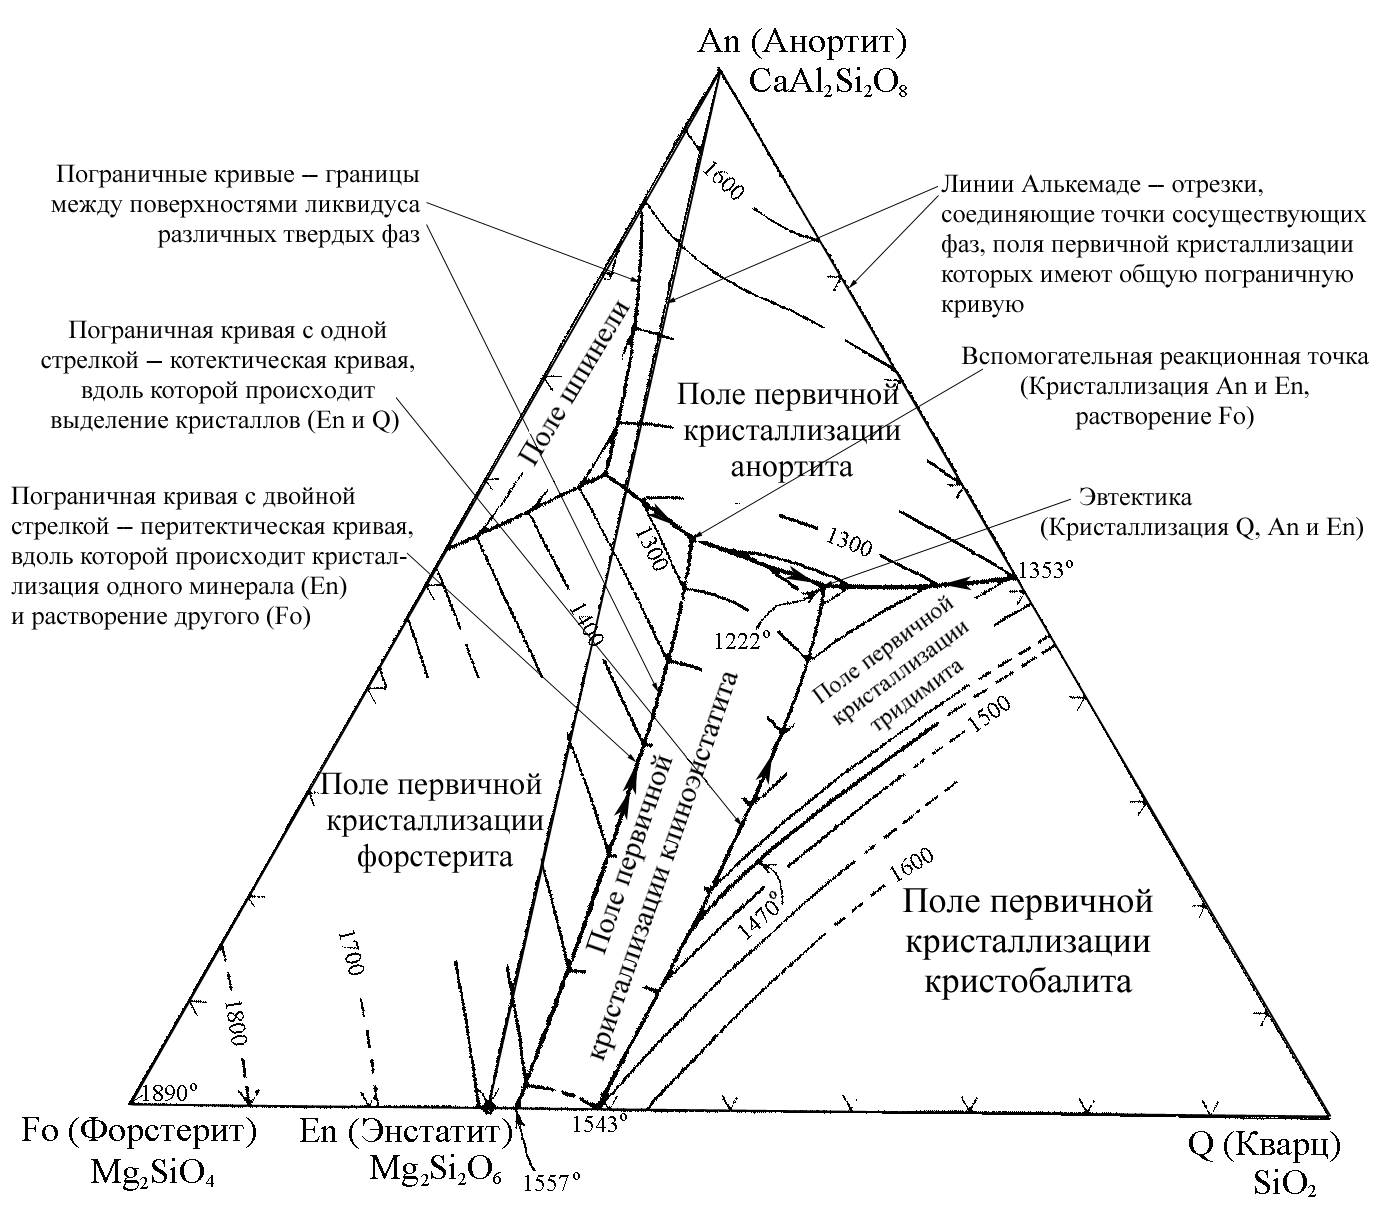 An (Анортит)
CaAl₂Si₂O₈
Пограничные кривые – границы
между поверхностями ликвидуса
различных твердых фаз
Линии Алькемаде – отрезки,
соединяющие точки сосуществующих
фаз, поля первичной кристаллизации
которых имеют общую пограничную
кривую
1600
Пограничная кривая с одной
стрелкой – котектическая кривая,
вдоль которой происходит
выделение кристаллов (En и Q)
Вспомогательная реакционная точка
(Кристаллизация An и En,
растворение Fo)
Поле шпинели
Поле первичной
кристаллизации
анортита
Пограничная кривая с двойной
стрелкой – перитектическая кривая,
вдоль которой происходит кристал-
лизация одного минерала (En)
и растворение другого (Fo)
Эвтектика
(Кристаллизация Q, An и En)
1300
1300
1353°
1400
1222°
Поле первичной
кристаллизации
тридимита
1500
Поле первичной
кристаллизации
форстерита
Поле первичной
кристаллизации клиноэнстатита
1600
1470°
Поле первичной
кристаллизации
кристобалита
1700
1800
1890°
Fo (Форстерит)
Mg₂SiO₄
En (Энстатит)
Mg₂Si₂O₆
1557°
1543°
Q (Кварц)
SiO₂